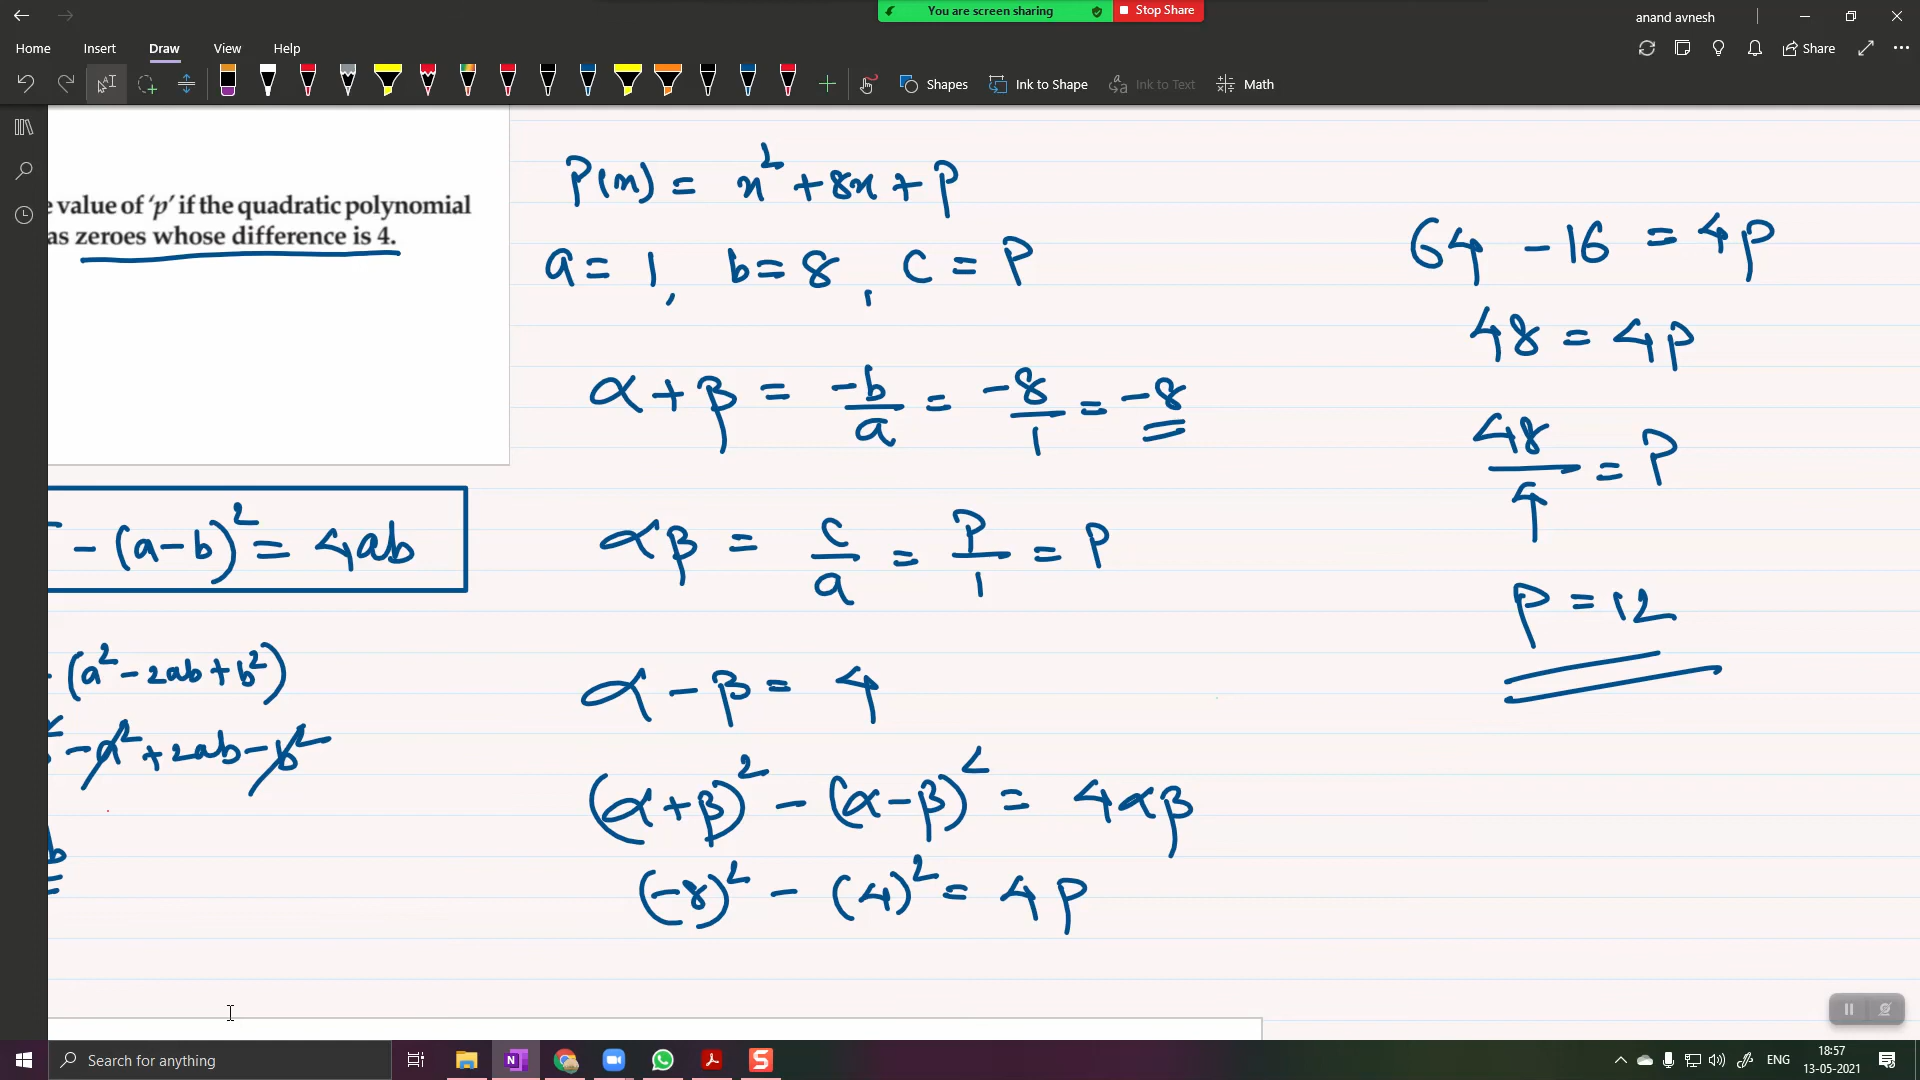 You are screen sharing
Stop Share
anand avnesh
Home Insert Draw View Help
Share
Shapes
Ink to Shape
Ink to Text
Math
value of ‘p’ if the quadratic polynomial
as zeroes whose difference is 4.
- (a-b)² = 4ab
(a² - 2ab + b²)
- a² + 2ab - b²
b
P(x) = x² + 8x + P
a = 1, b = 8, c = P
α + β = -b/a = -8/1 = -8
αβ = c/a = P/1 = P
α - β = 4
(α+β)² - (α-β)² = 4αβ
(-8)² - (4)² = 4P
64 - 16 = 4P
48 = 4P
48/4 = P
P = 12
Search for anything
ENG
18:57
13-05-2021